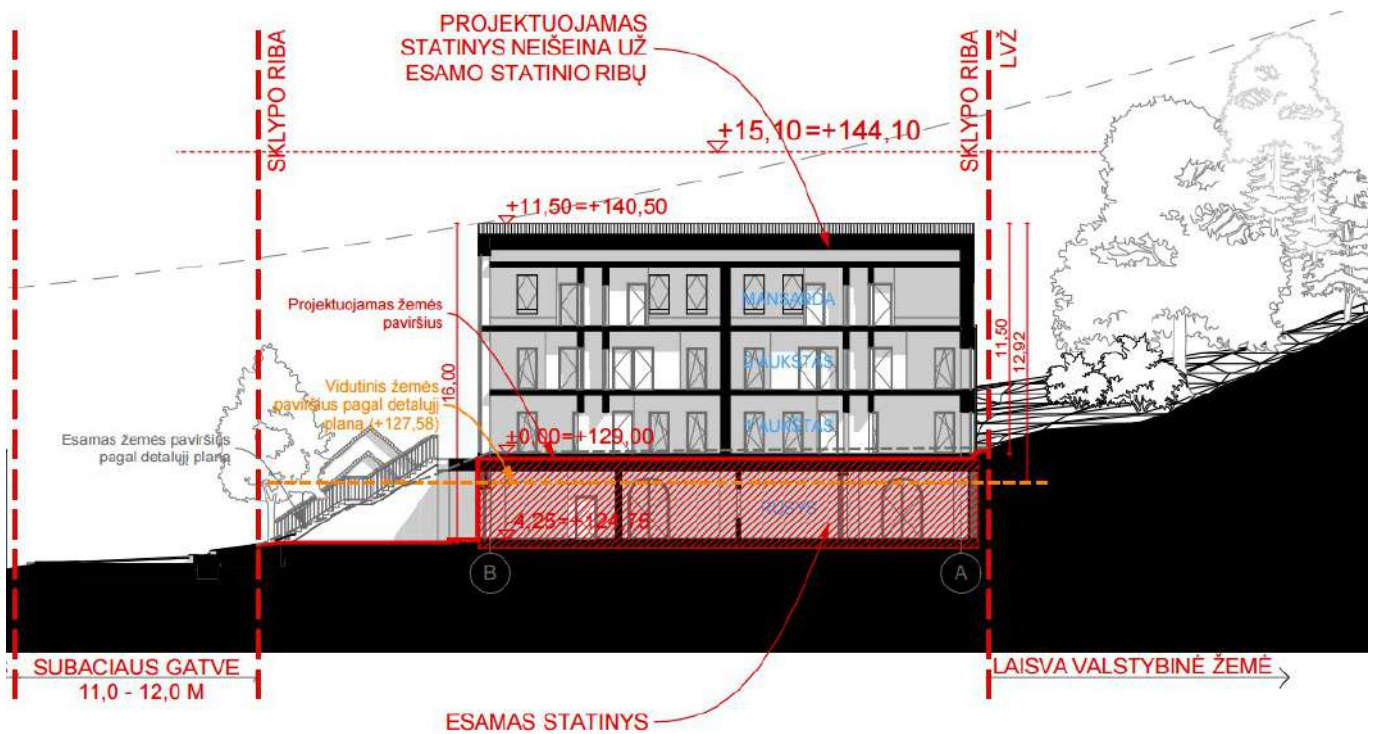 PROJEKTUOJAMAS
STATINYS NEIŠEINA UŽ
ESAMO STATINIO RIBŲ
SKLYPO RIBA
SKLYPO RIBA
LVŽ
+15,10=+144,10
+11,50=+140,50
Projektuojamas žemės
paviršius
MANSARDA
11,50
12,92
16,00
2 AUKŠTAS
Vidutinis žemės
paviršius pagal detalųjį
planą (+127,58)
1 AUKŠTAS
±0,00=+129,00
Esamas žemės paviršius
pagal detalųjį planą
RŪSYS
-4,25=+124,75
B
A
SUBAČIAUS GATVĖ
11,0 - 12,0 M
LAISVA VALSTYBINĖ ŽEMĖ
ESAMAS STATINYS